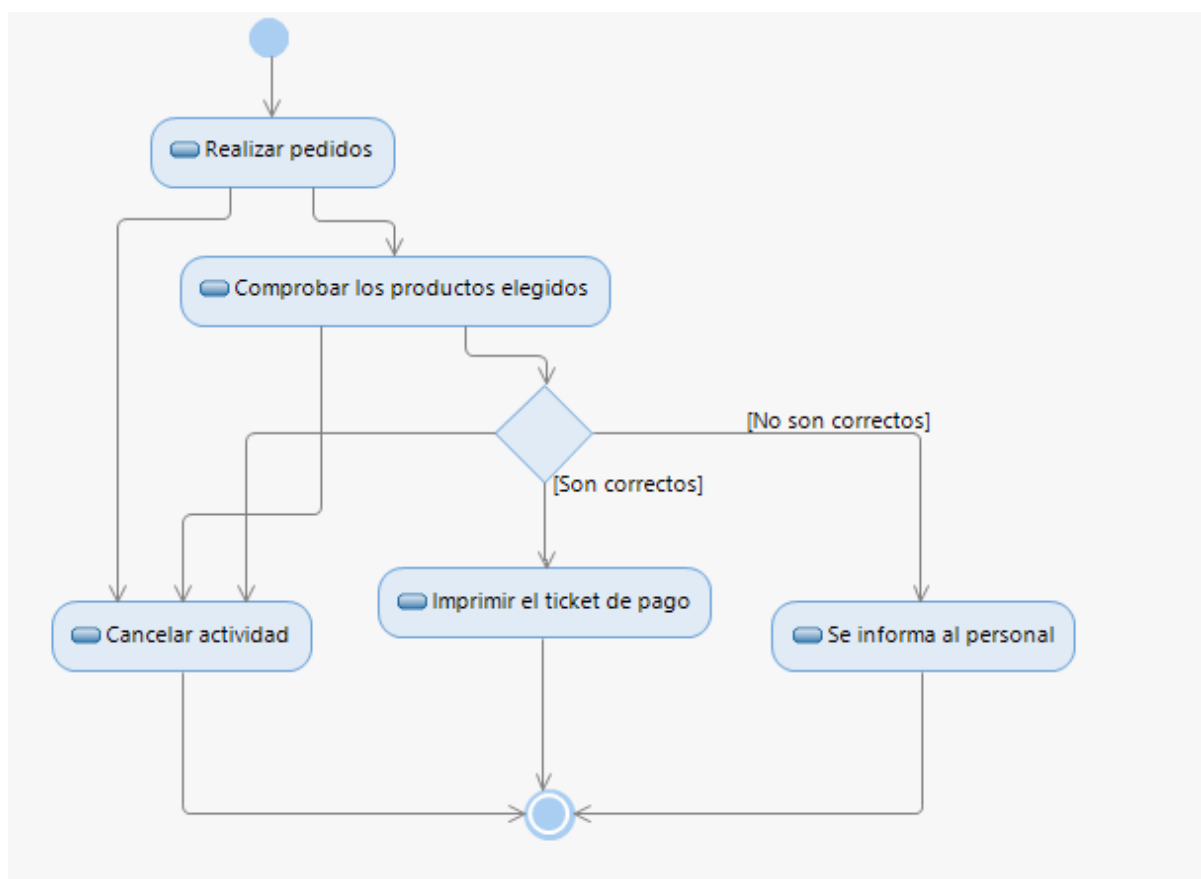 Realizar pedidos
Comprobar los productos elegidos
[No son correctos]
[Son correctos]
Imprimir el ticket de pago
Cancelar actividad
Se informa al personal